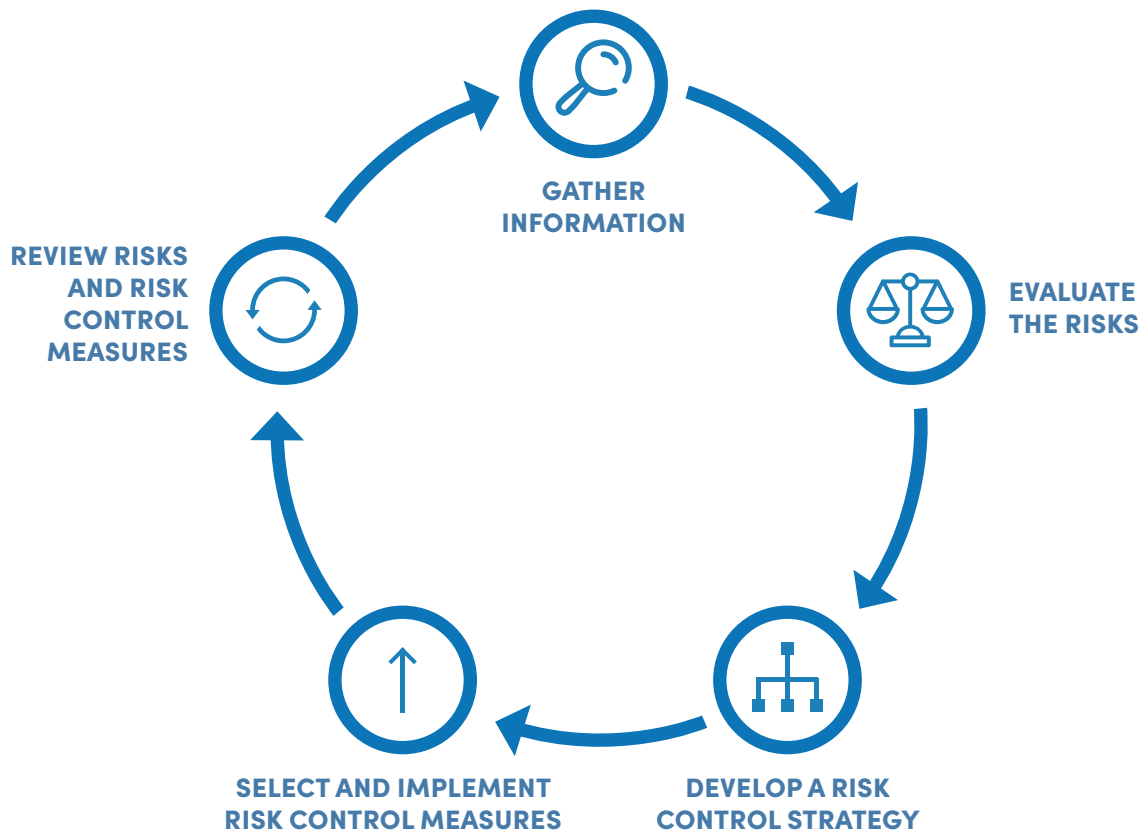 GATHER
INFORMATION
EVALUATE
THE RISKS
DEVELOP A RISK
CONTROL STRATEGY
SELECT AND IMPLEMENT
RISK CONTROL MEASURES
REVIEW RISKS
AND RISK
CONTROL
MEASURES